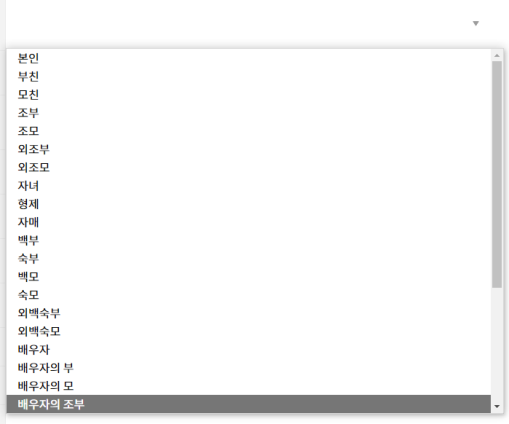 본인
부친
모친
조부
조모
외조부
외조모
자녀
형제
자매
백부
숙부
백모
숙모
외백숙부
외백숙모
배우자
배우자의 부
배우자의 모
배우자의 조부